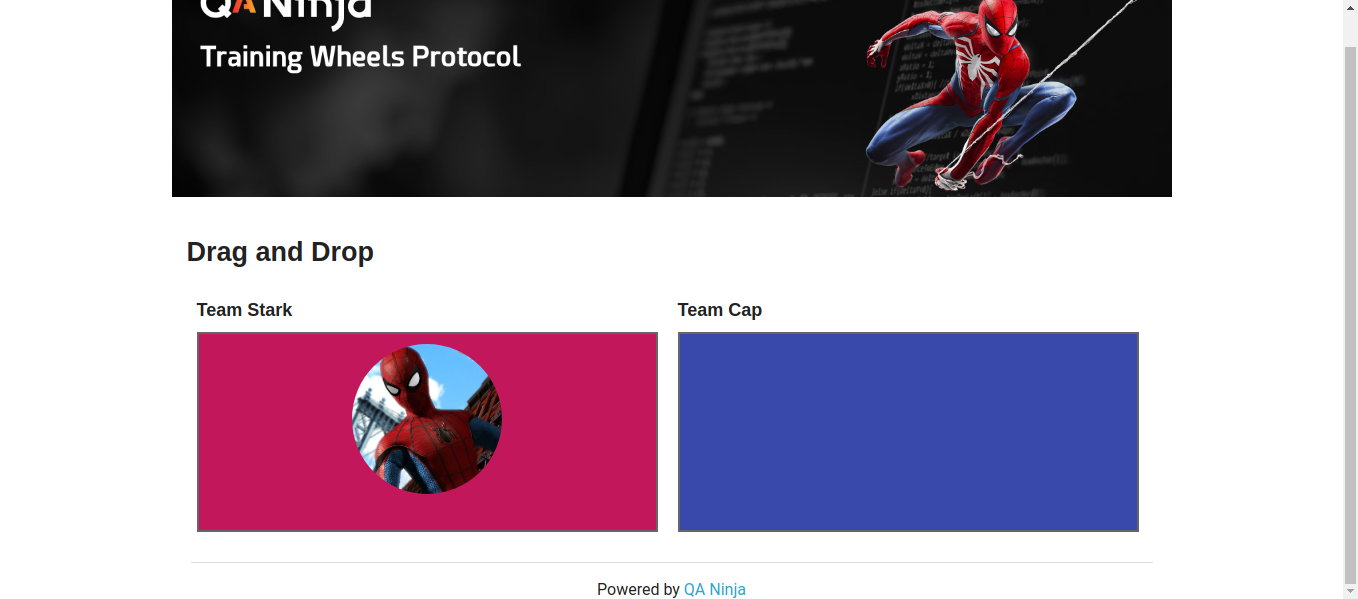 QA Ninja
Training Wheels Protocol
Drag and Drop
Team Stark
Team Cap
Powered by QA Ninja